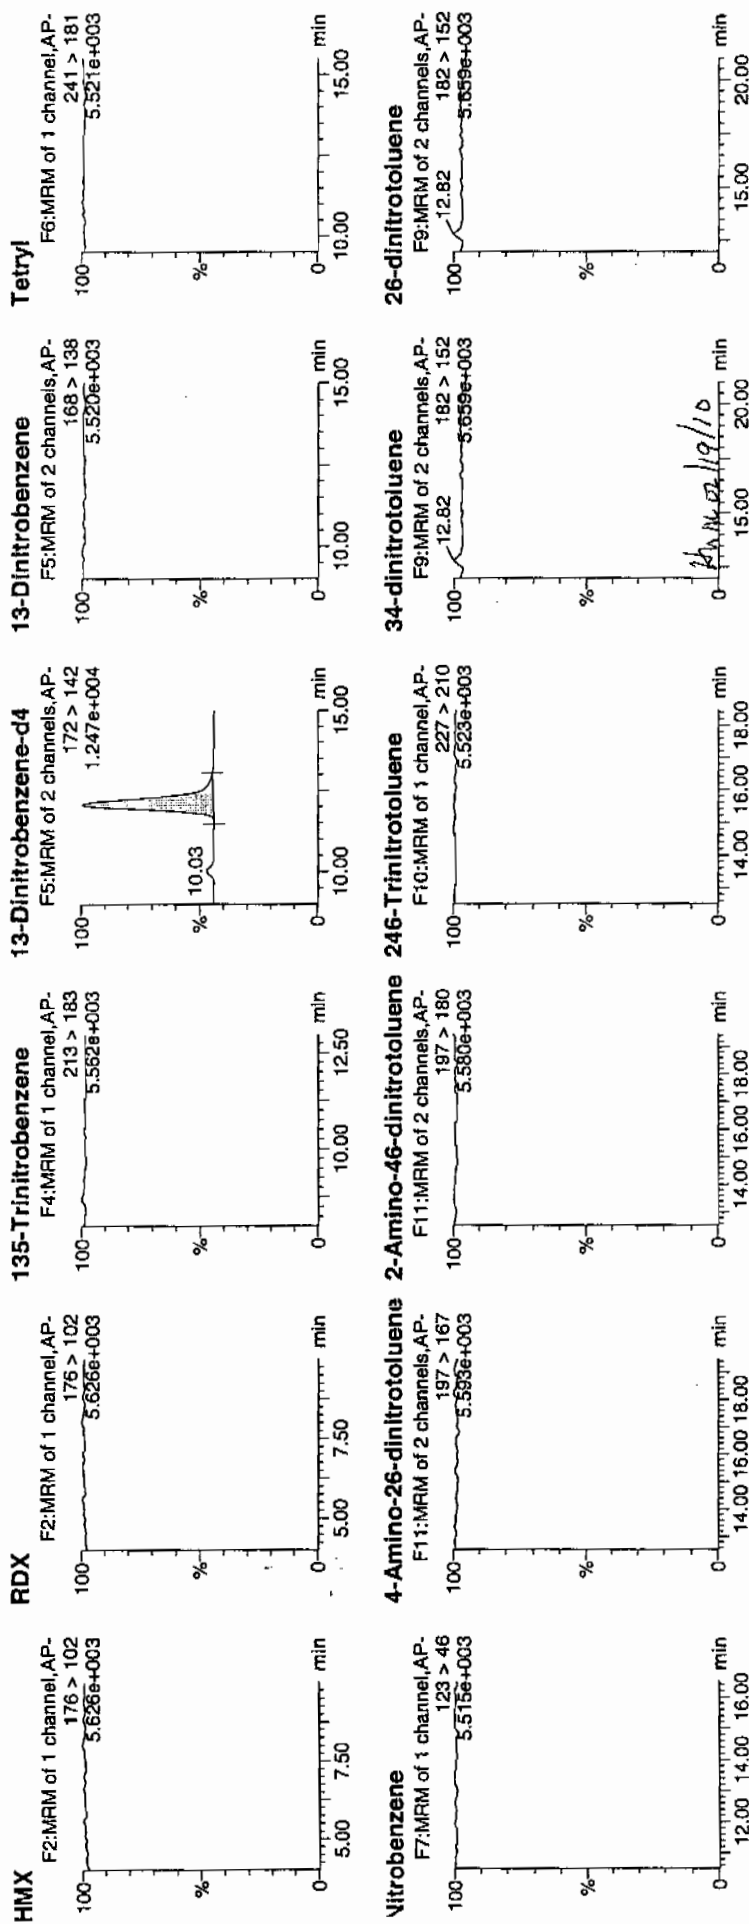 HMX
F2:MRM of 1 channel,AP-
176 > 102
5.626e+003
100
%
0
5.00
7.50
min
RDX
F2:MRM of 1 channel,AP-
176 > 102
5.626e+003
100
%
0
5.00
7.50
min
135-Trinitrobenzene
F4:MRM of 1 channel,AP-
213 > 183
5.562e+003
100
%
0
10.00
12.50
min
13-Dinitrobenzene-d4
F5:MRM of 2 channels,AP-
172 > 142
1.247e+004
100
10.03
%
0
10.00
15.00
min
13-Dinitrobenzene
F5:MRM of 2 channels,AP-
168 > 138
5.520e+003
100
%
0
10.00
15.00
min
Tetryl
F6:MRM of 1 channel,AP-
241 > 181
5.521e+003
100
%
0
10.00
15.00
min
Nitrobenzene
F7:MRM of 1 channel,AP-
123 > 46
5.515e+003
100
%
0
12.00 14.00 16.00
min
4-Amino-26-dinitrotoluene
F11:MRM of 2 channels,AP-
197 > 167
5.593e+003
100
%
0
14.00 16.00 18.00
min
2-Amino-46-dinitrotoluene
F11:MRM of 2 channels,AP-
197 > 180
5.580e+003
100
%
0
14.00 16.00 18.00
min
246-Trinitrotoluene
F10:MRM of 1 channel,AP-
227 > 210
5.523e+003
100
%
0
14.00 16.00 18.00
min
34-dinitrotoluene
F9:MRM of 2 channels,AP-
182 > 152
12.82
5.659e+003
100
%
0
15.00
20.00
min
02/19/10
26-dinitrotoluene
F9:MRM of 2 channels,AP-
182 > 152
12.82
5.659e+003
100
%
0
15.00
20.00
min